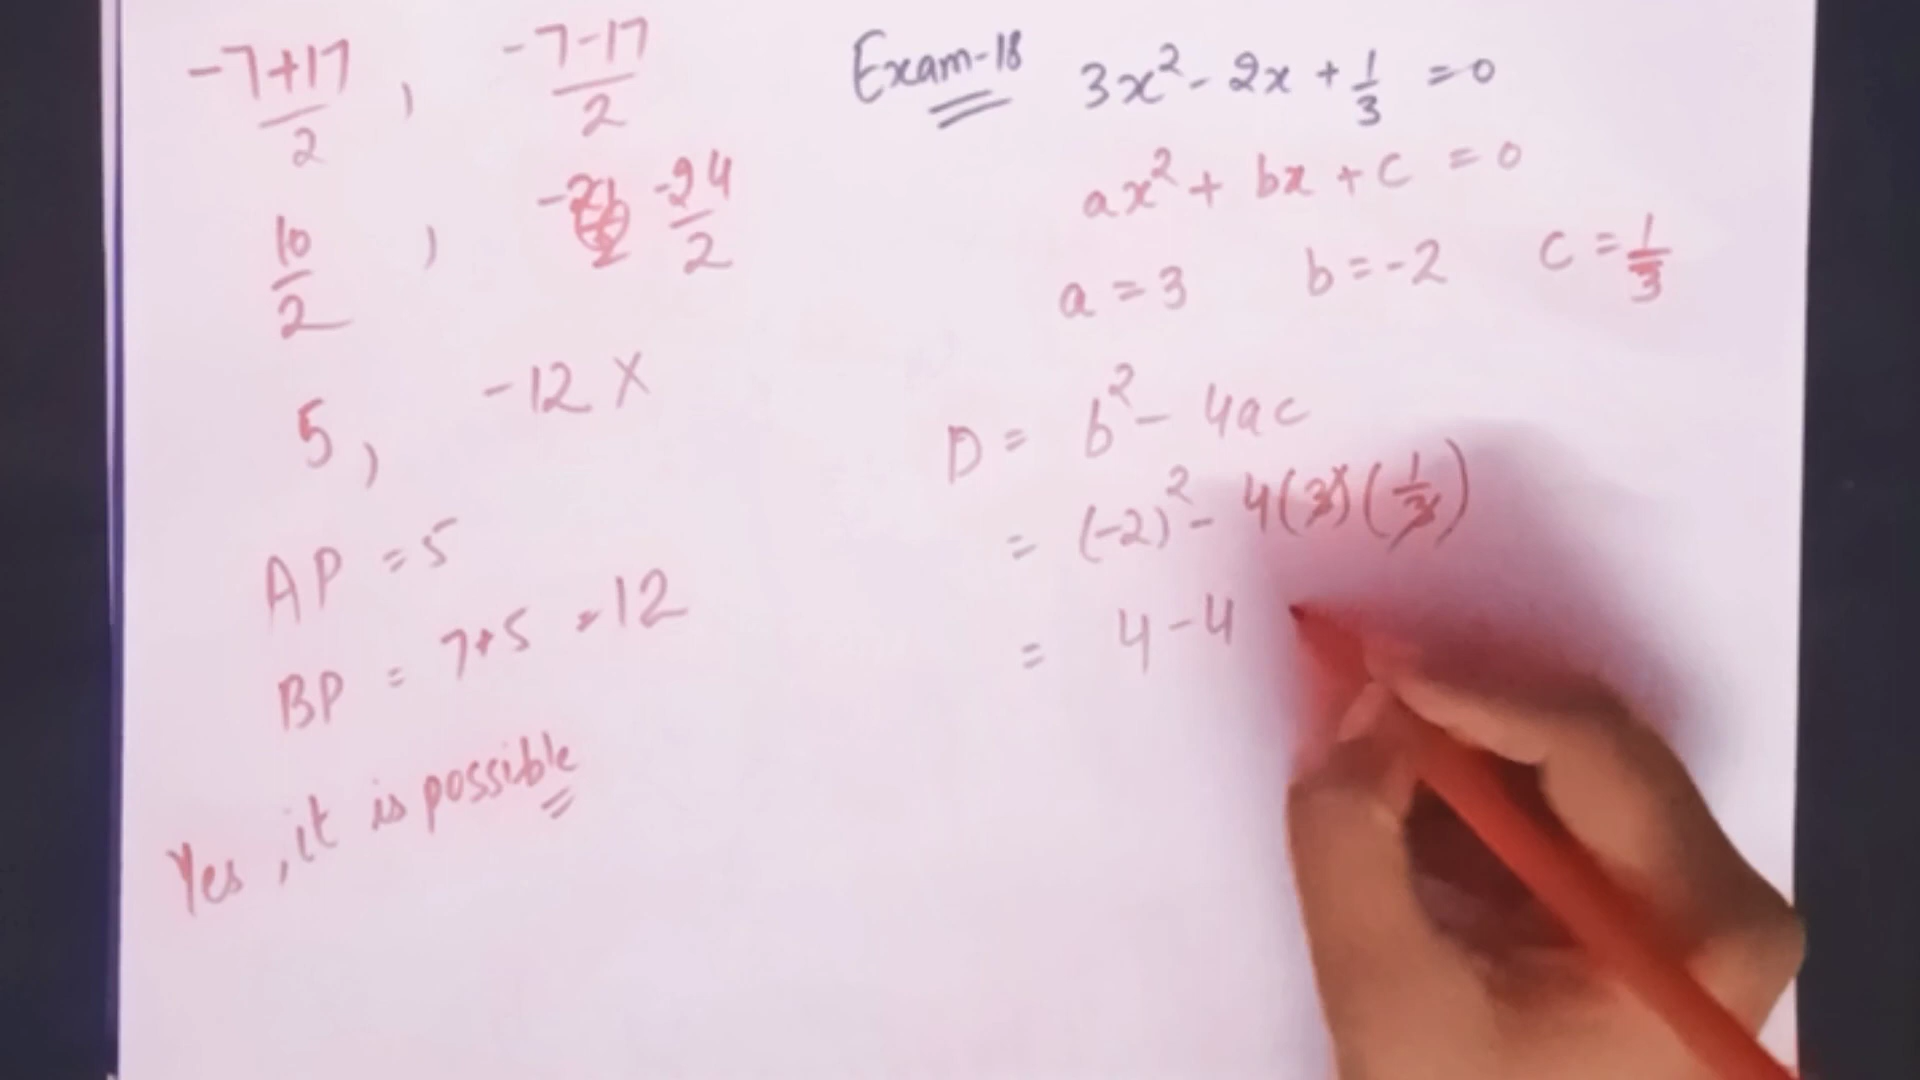 -7+17/2 , -7-17/2
10/2 , -24/2
5, -12 X
AP = 5
BP = 7+5 = 12
Yes, it is possible
Exam-18 3x² - 2x + 1/3 = 0
ax² + bx + c = 0
a = 3 b = -2 c = 1/3
D = b² - 4ac
= (-2)² - 4(3)(1/3)
= 4 - 4